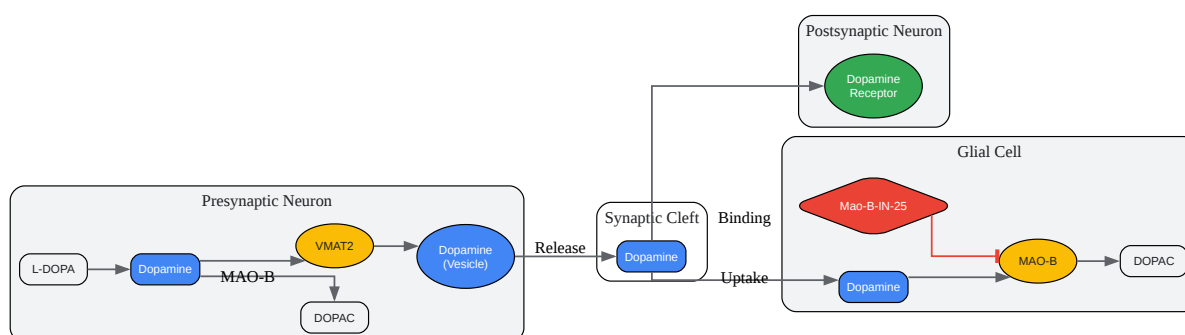 Presynaptic Neuron
L-DOPA
Dopamine
MAO-B
VMAT2
DOPAC
Dopamine
(Vesicle)
Release
Synaptic Cleft
Dopamine
Binding
Uptake
Postsynaptic Neuron
Dopamine
Receptor
Glial Cell
Mao-B-IN-25
Dopamine
MAO-B
DOPAC